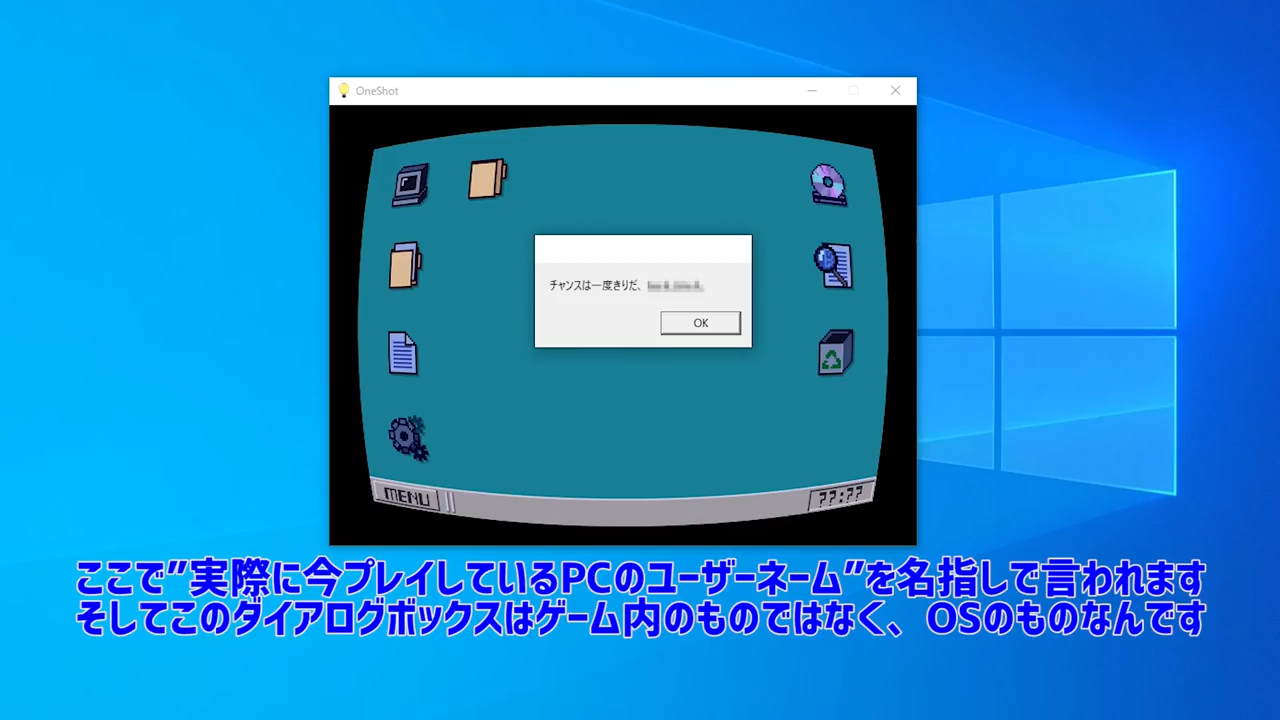 OneShot
チャンスは一度きりだ、
OK
MENU
??:??
ここで"実際に今プレイしているPCのユーザーネーム"を名指しで言われます
そしてこのダイアログボックスはゲーム内のものではなく、OSのものなんです